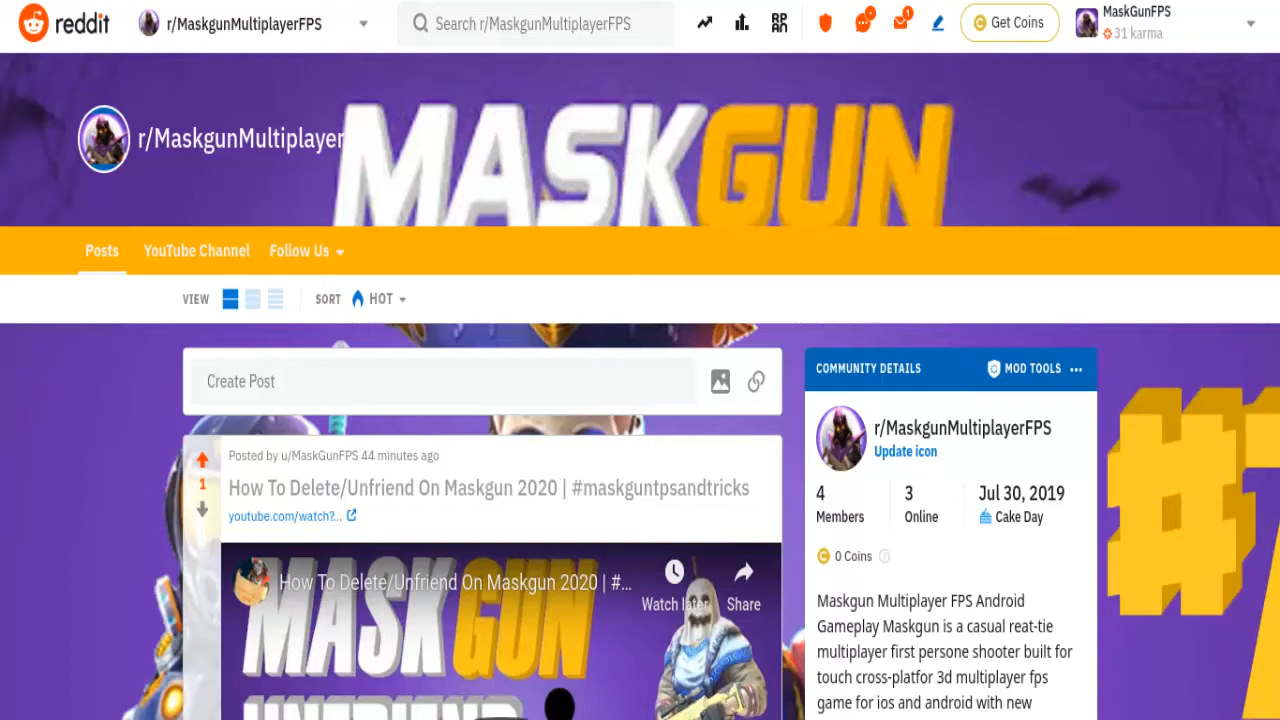 reddit
r/MaskgunMultiplayerFPS
Search r/MaskgunMultiplayerFPS
1
Get Coins
MaskGunFPS
31 karma
r/MaskgunMultiplayer
MASKGUN
Posts
YouTube Channel
Follow Us
VIEW
SORT
HOT
Create Post
COMMUNITY DETAILS
MOD TOOLS
r/MaskgunMultiplayerFPS
Update icon
4
Members
3
Online
Jul 30, 2019
Cake Day
0 Coins
Maskgun Multiplayer FPS Android
Gameplay Maskgun is a casual reat-tie
multiplayer first persone shooter built for
touch cross-platfor 3d multiplayer fps
game for ios and android with new
Posted by u/MaskGunFPS 44 minutes ago
1
How To Delete/Unfriend On Maskgun 2020 | #maskguntpsandtricks
youtube.com/watch?...
How To Delete/Unfriend On Maskgun 2020 | #...
Watch later
Share
MASK GUN
UNFRIEND
#